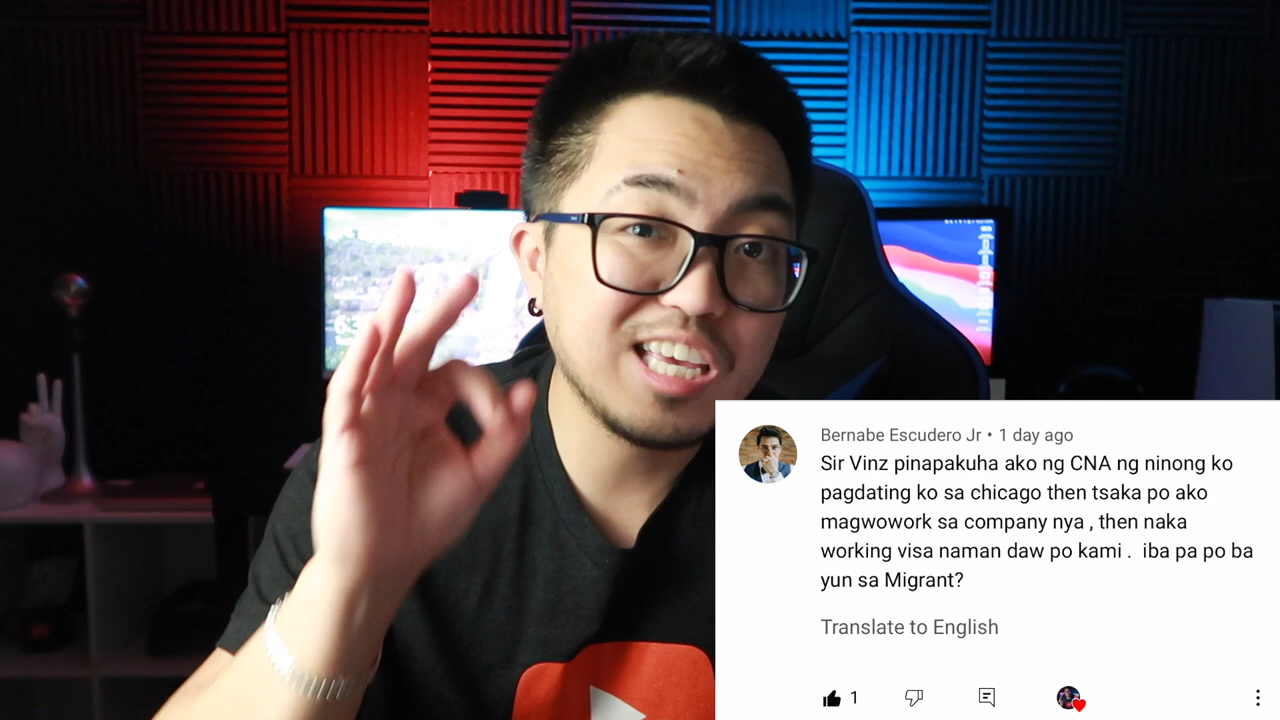 Bernabe Escudero Jr • 1 day ago
Sir Vinz pinapakuha ako ng CNA ng ninong ko
pagdating ko sa chicago then tsaka po ako
magwowork sa company nya , then naka
working visa naman daw po kami . iba pa po ba
yun sa Migrant?
Translate to English
1